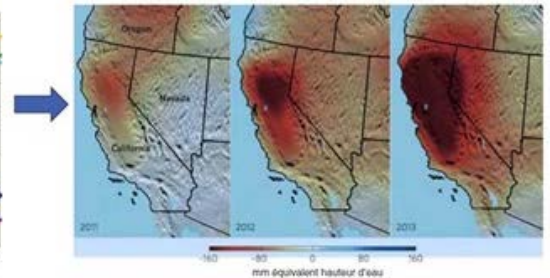 Oregon
Nevada
California
2011
2012
2013
-160 -80 0 80 160
mm équivalent hauteur d'eau